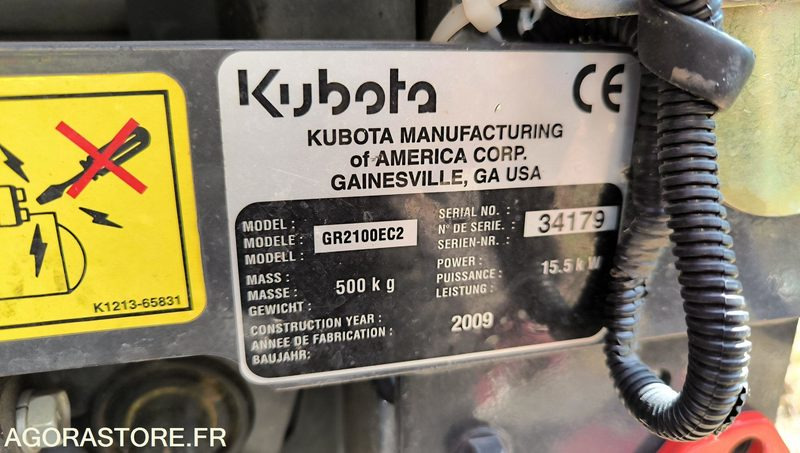 Kubota CE
KUBOTA MANUFACTURING
of AMERICA CORP.
GAINESVILLE, GA USA
MODEL :
MODELE : GR2100EC2
MODELL :
SERIAL NO. :
N° DE SERIE. : 34179
SERIEN-NR. :
MASS :
MASSE : 500 kg
GEWICHT :
POWER :
PUISSANCE : 15.5 kW
LEISTUNG :
CONSTRUCTION YEAR :
ANNEE DE FABRICATION : 2009
BAUJAHR;
K1213-65831
AGORASTORE.FR